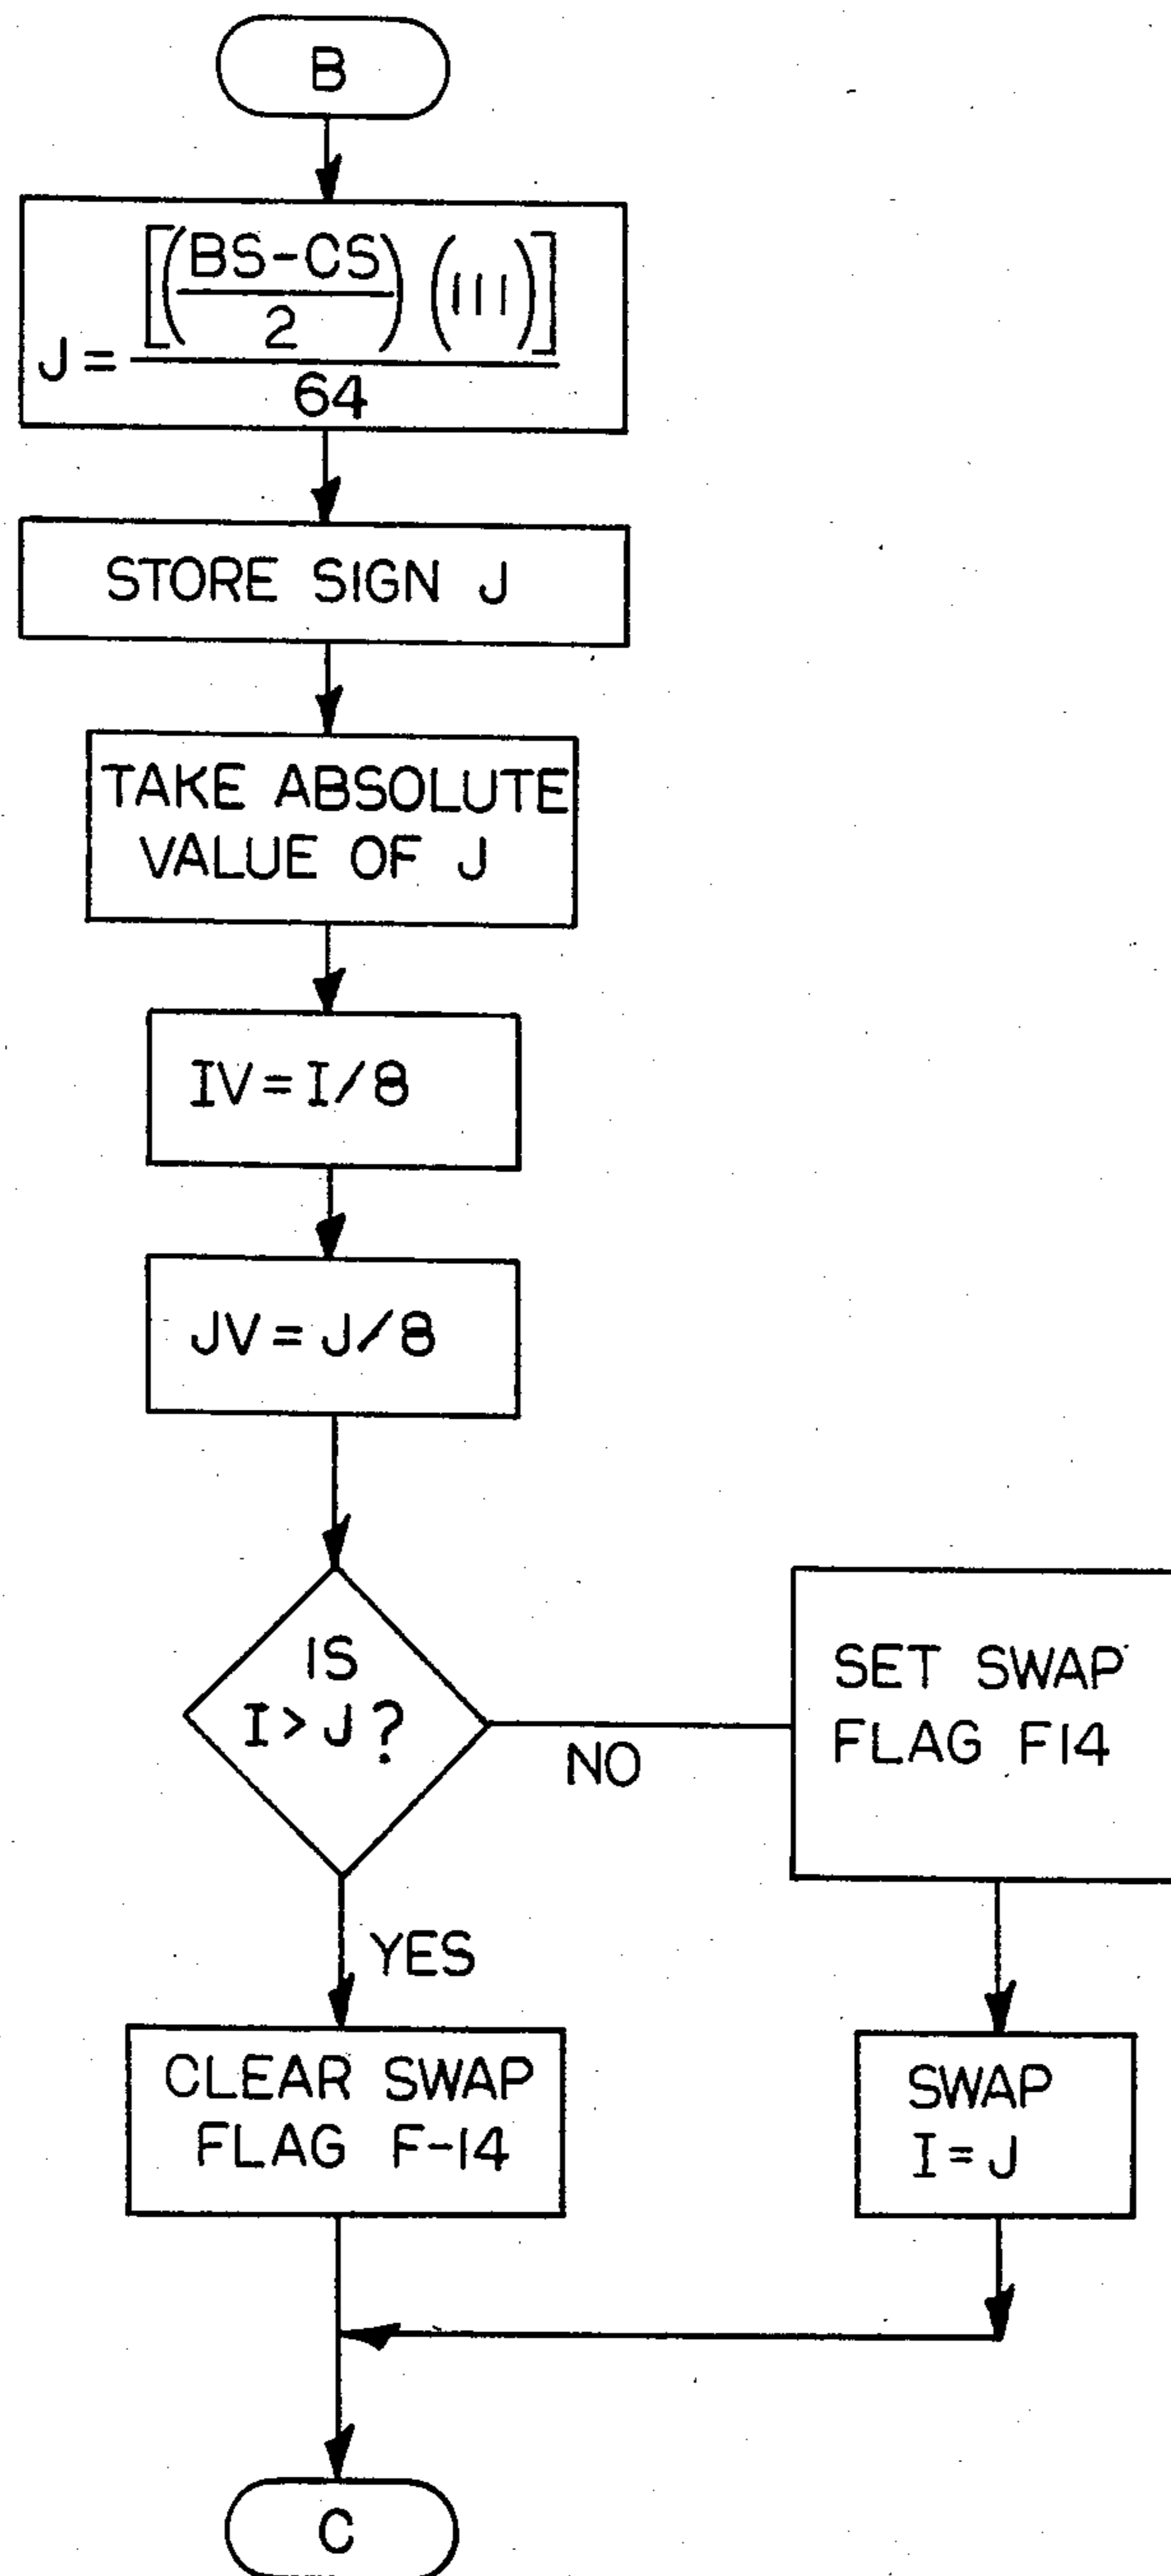 B
J = [((BS-CS)/2) (111)] / 64
STORE SIGN J
TAKE ABSOLUTE
VALUE OF J
IV = I/8
JV = J/8
IS
I > J ?
NO
SET SWAP
FLAG F14
YES
CLEAR SWAP
FLAG F-14
SWAP
I = J
C